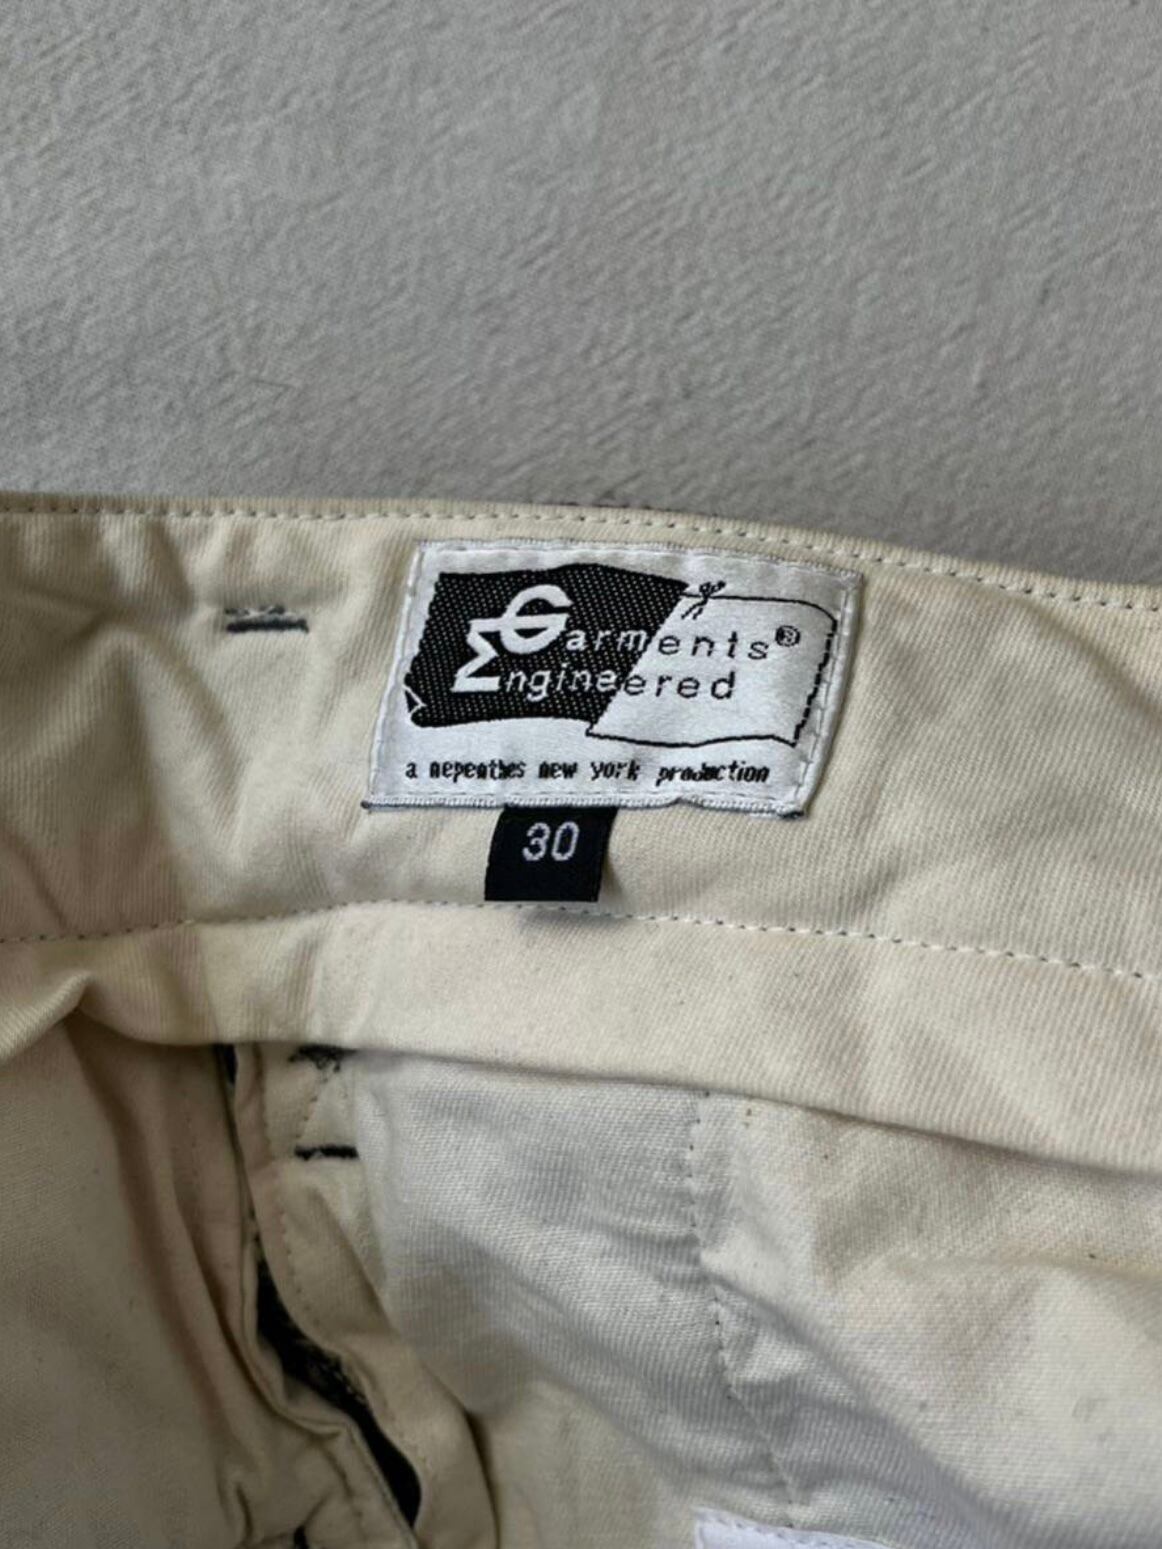 Garments®
Engineered
a nepenthes new york production
30